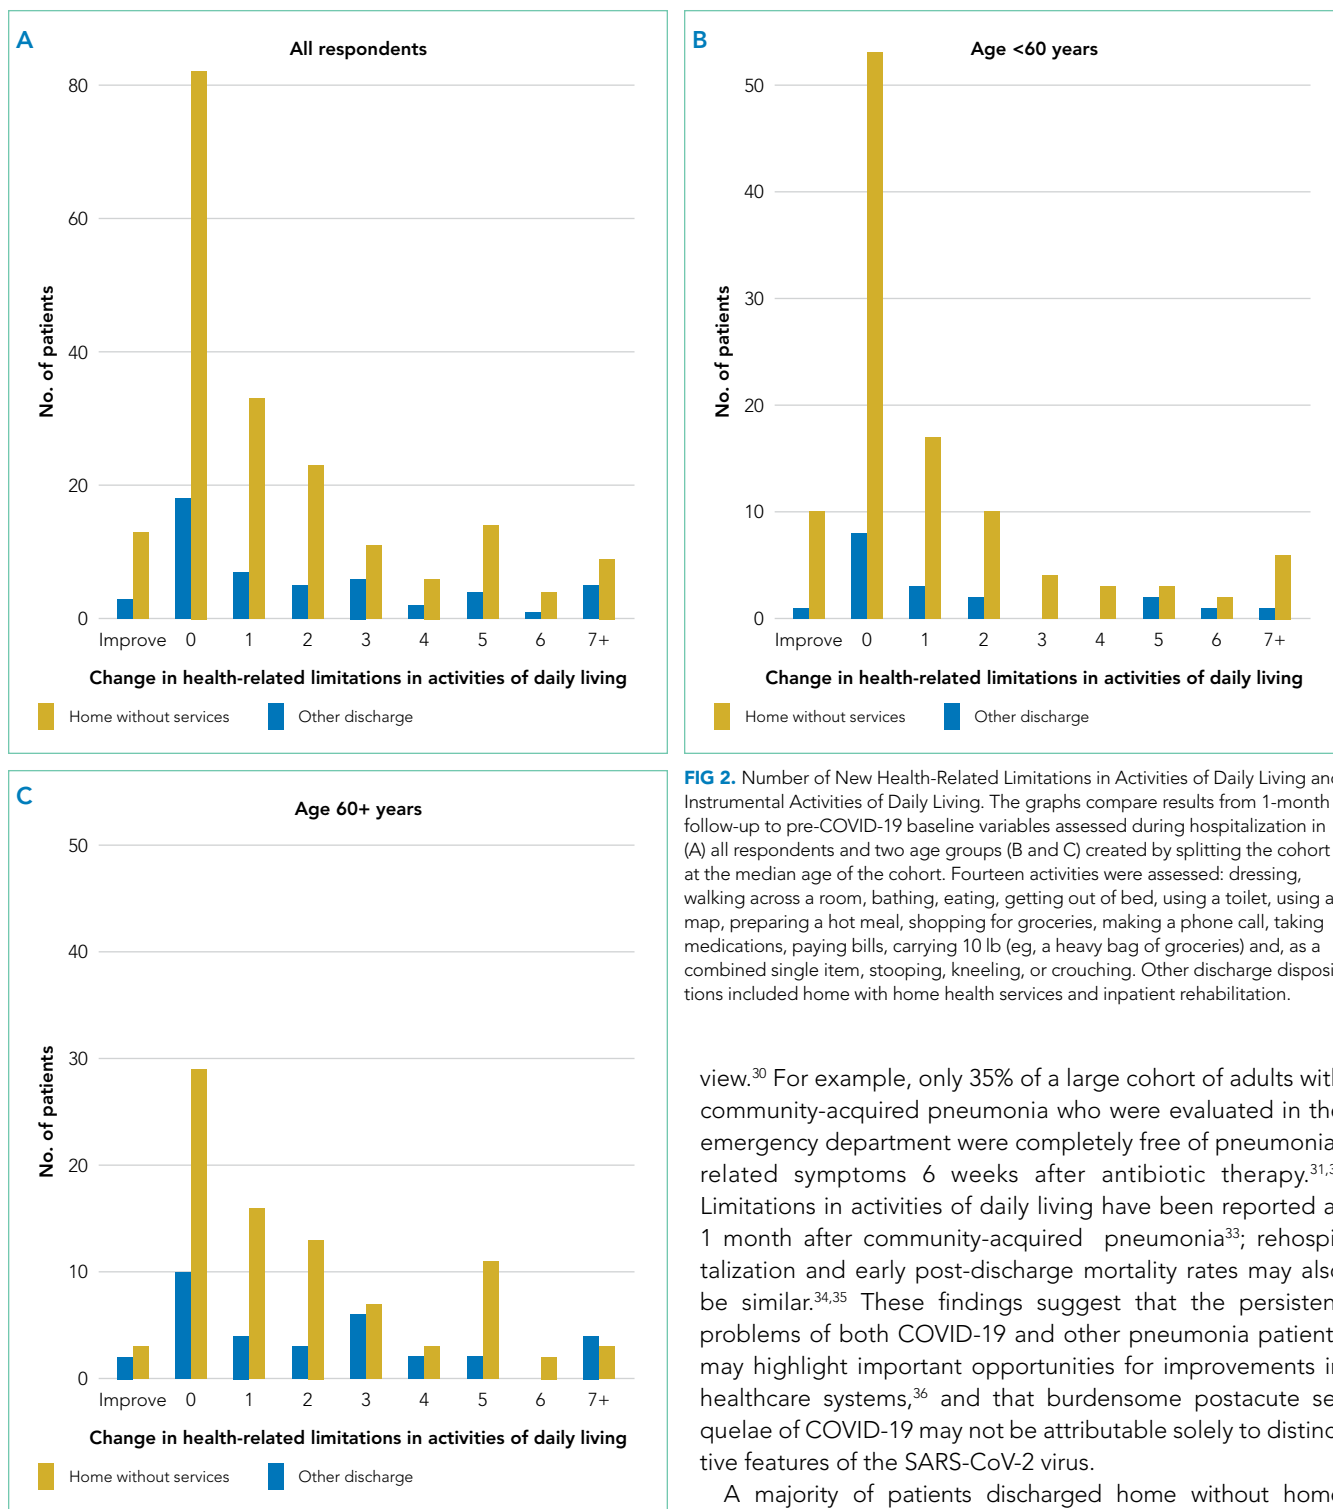 A
All respondents
No. of patients
80
60
40
20
0
Improve 0 1 2 3 4 5 6 7+
Change in health-related limitations in activities of daily living
Home without services Other discharge
B
Age <60 years
No. of patients
50
40
30
20
10
0
Improve 0 1 2 3 4 5 6 7+
Change in health-related limitations in activities of daily living
Home without services Other discharge
C
Age 60+ years
No. of patients
50
40
30
20
10
0
Improve 0 1 2 3 4 5 6 7+
Change in health-related limitations in activities of daily living
Home without services Other discharge
FIG 2. Number of New Health-Related Limitations in Activities of Daily Living and
Instrumental Activities of Daily Living. The graphs compare results from 1-month
follow-up to pre-COVID-19 baseline variables assessed during hospitalization in
(A) all respondents and two age groups (B and C) created by splitting the cohort
at the median age of the cohort. Fourteen activities were assessed: dressing,
walking across a room, bathing, eating, getting out of bed, using a toilet, using a
map, preparing a hot meal, shopping for groceries, making a phone call, taking
medications, paying bills, carrying 10 lb (eg, a heavy bag of groceries) and, as a
combined single item, stooping, kneeling, or crouching. Other discharge disposi
tions included home with home health services and inpatient rehabilitation.
view.30 For example, only 35% of a large cohort of adults with
community-acquired pneumonia who were evaluated in the
emergency department were completely free of pneumonia
related symptoms 6 weeks after antibiotic therapy.31,3
Limitations in activities of daily living have been reported a
1 month after community-acquired pneumonia33; rehospi
talization and early post-discharge mortality rates may also
be similar.34,35 These findings suggest that the persisten
problems of both COVID-19 and other pneumonia patient
may highlight important opportunities for improvements in
healthcare systems,36 and that burdensome postacute se
quelae of COVID-19 may not be attributable solely to distinc
tive features of the SARS-CoV-2 virus.
A majority of patients discharged home without home